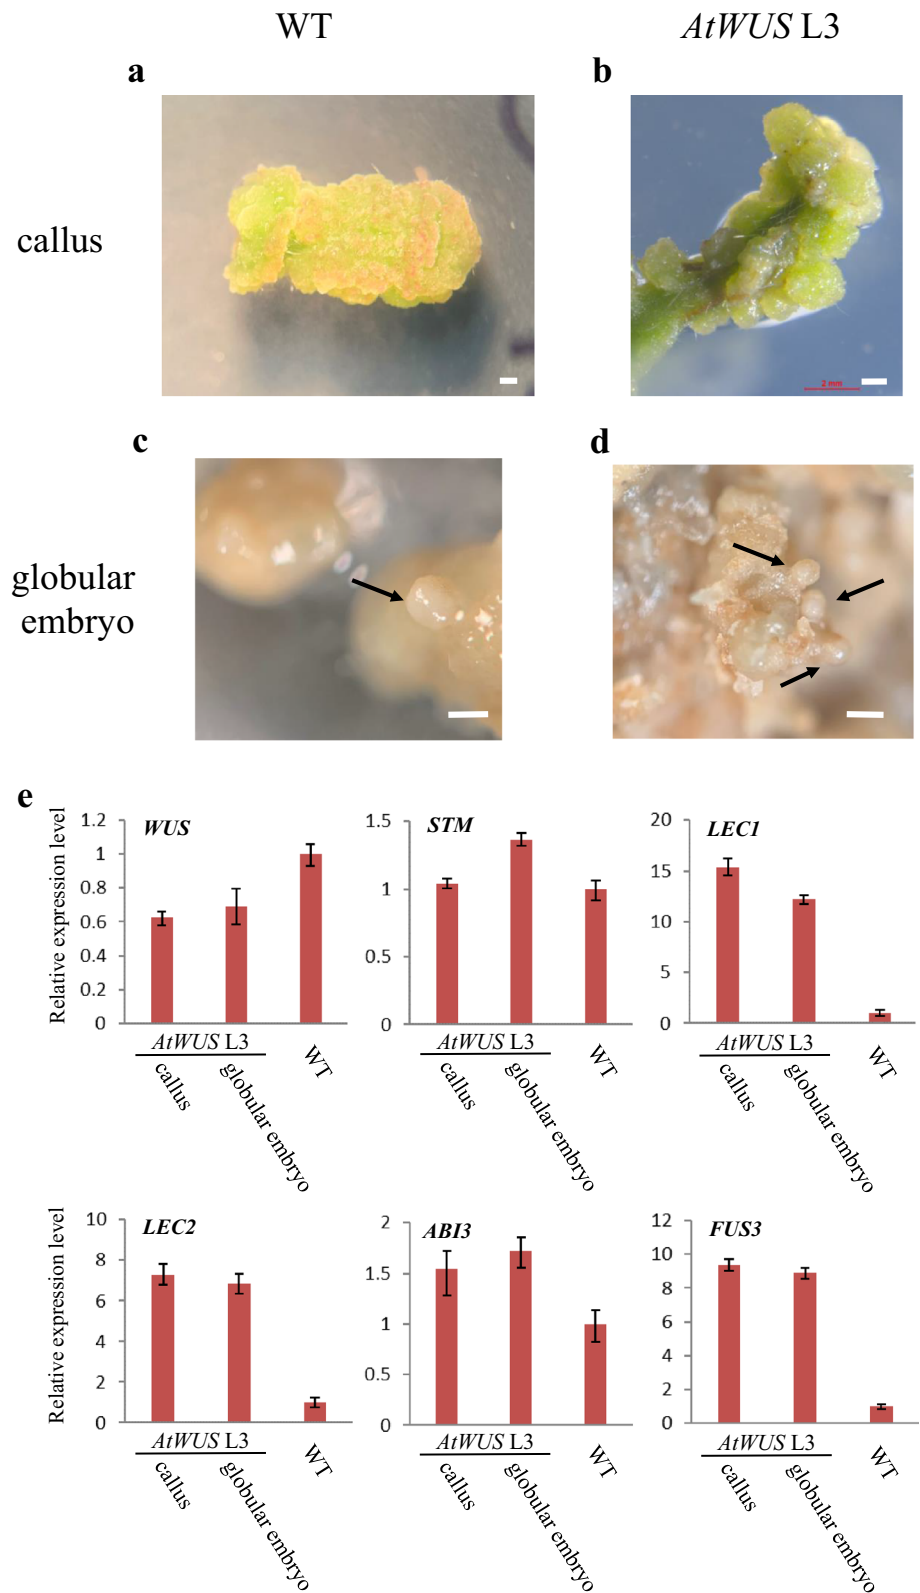 WT
AtWUS L3
a
b
callus
2 mm
c
d
globular
embryo
e
Relative expression level
WUS
1.2
1
0.8
0.6
0.4
0.2
0
AtWUS L3
callus
globular embryo
WT
STM
1.5
1
0.5
0
AtWUS L3
callus
globular embryo
WT
LEC1
20
15
10
5
0
AtWUS L3
callus
globular embryo
WT
Relative expression level
LEC2
10
8
6
4
2
0
AtWUS L3
callus
globular embryo
WT
ABI3
2
1.5
1
0.5
0
AtWUS L3
callus
globular embryo
WT
FUS3
12
10
8
6
4
2
0
AtWUS L3
callus
globular embryo
WT